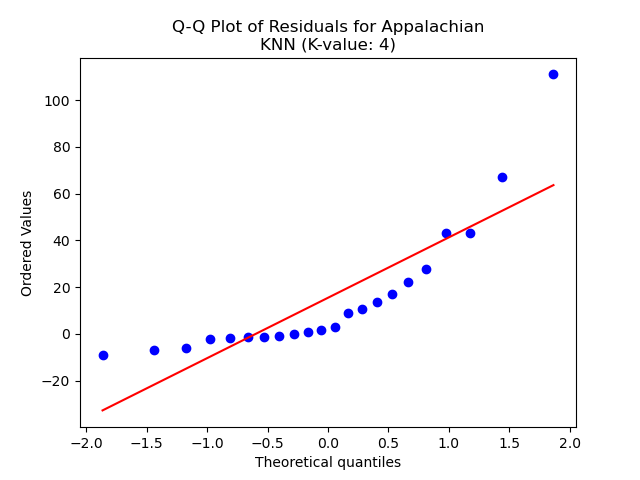 Q-Q Plot of Residuals for Appalachian
KNN (K-value: 4)
Ordered Values
100
80
60
40
20
0
−20
−2.0 −1.5 −1.0 −0.5 0.0 0.5 1.0 1.5 2.0
Theoretical quantiles